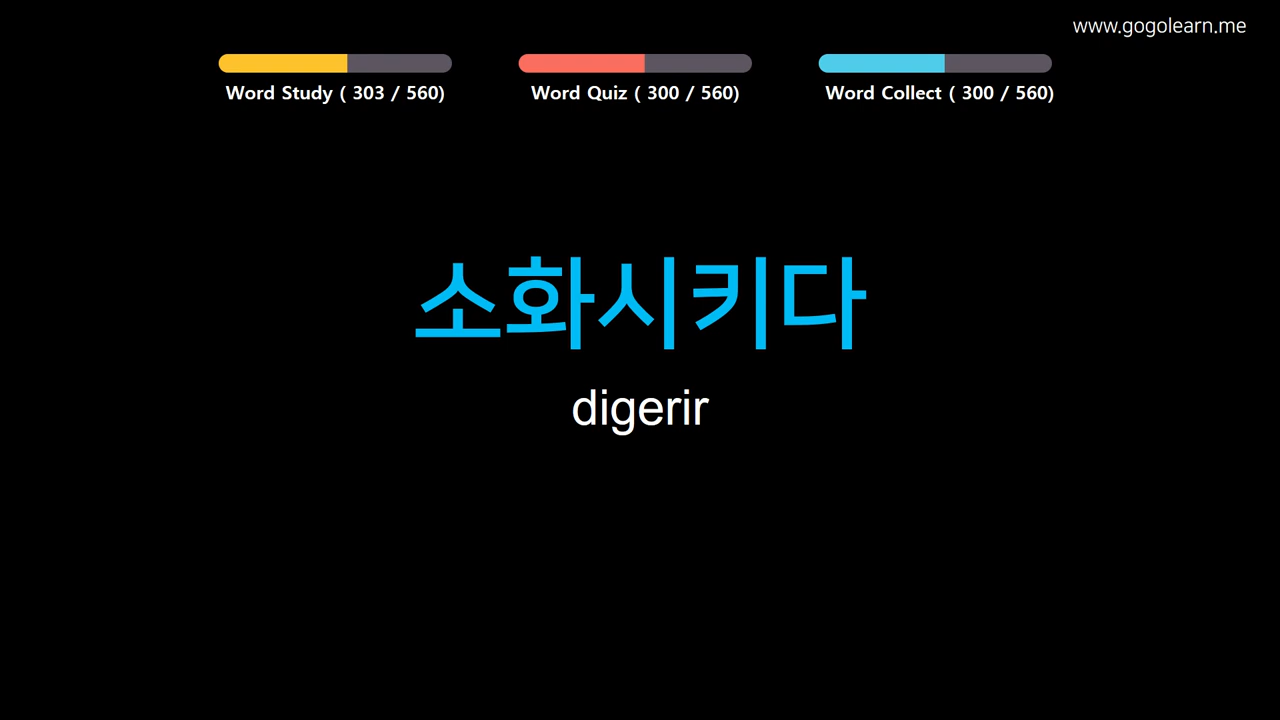 www.gogolearn.me
Word Study ( 303 / 560)
Word Quiz ( 300 / 560)
Word Collect ( 300 / 560)
소화시키다
digerir